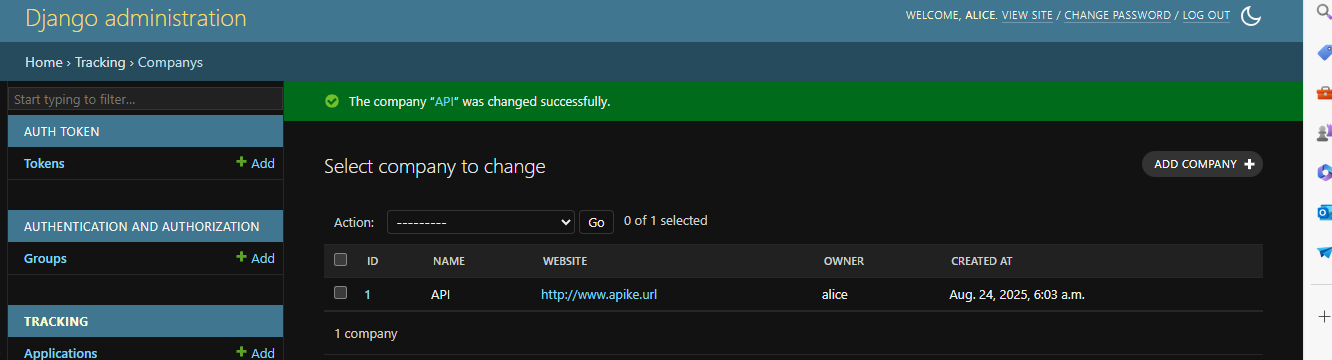 Django administration
WELCOME, ALICE. VIEW SITE / CHANGE PASSWORD / LOG OUT
Home › Tracking › Companys
Start typing to filter...
The company “API” was changed successfully.
AUTH TOKEN
Tokens + Add
Select company to change
ADD COMPANY +
AUTHENTICATION AND AUTHORIZATION
Action: --------- Go 0 of 1 selected
Groups + Add
ID NAME WEBSITE OWNER CREATED AT
1 API http://www.apike.url alice Aug. 24, 2025, 6:03 a.m.
TRACKING
1 company
Applications + Add